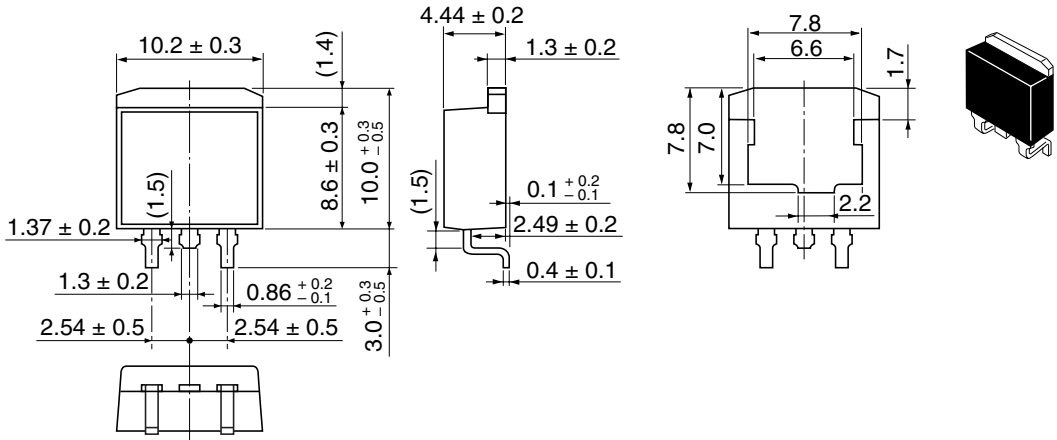 10.2 ± 0.3
(1.4)
8.6 ± 0.3
10.0 +0.3 −0.5
(1.5)
1.37 ± 0.2
1.3 ± 0.2
0.86 +0.2 −0.1
3.0 +0.3 −0.5
2.54 ± 0.5
2.54 ± 0.5
4.44 ± 0.2
1.3 ± 0.2
(1.5)
0.1 +0.2 −0.1
2.49 ± 0.2
0.4 ± 0.1
7.8
6.6
1.7
7.8
7.0
2.2